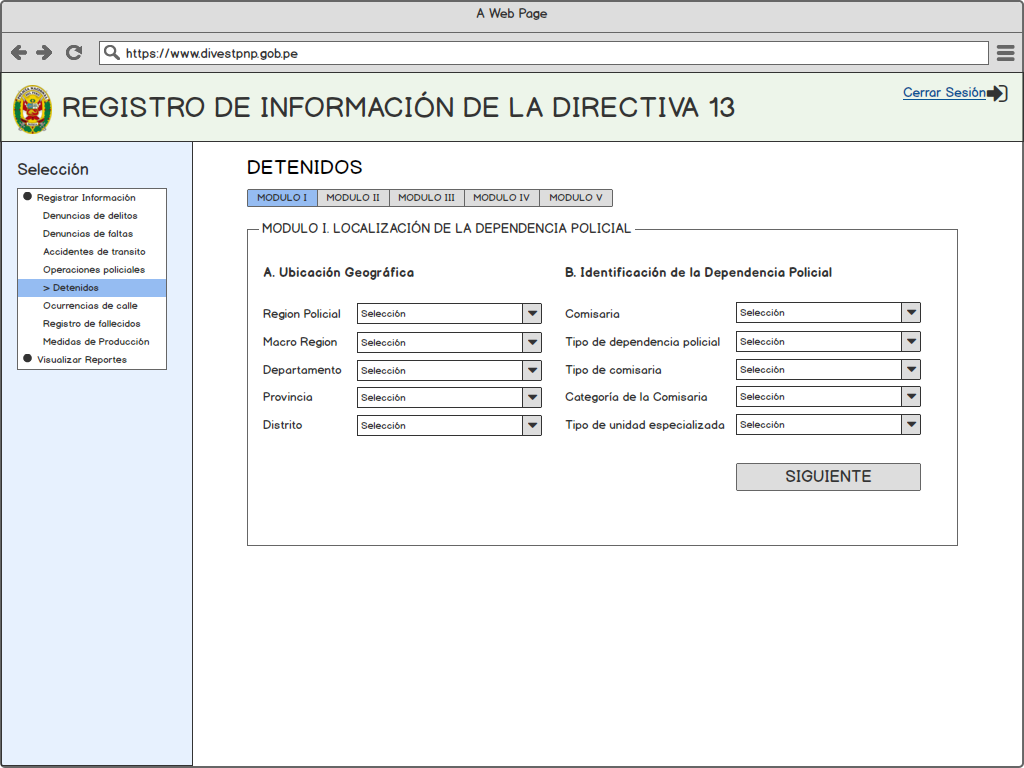 A Web Page
https://www.divestpnp.gob.pe
REGISTRO DE INFORMACIÓN DE LA DIRECTIVA 13
Cerrar Sesión
Selección
Registrar Información
Denuncias de delitos
Denuncias de faltas
Accidentes de transito
Operaciones policiales
> Detenidos
Ocurrencias de calle
Registro de fallecidos
Medidas de Producción
Visualizar Reportes
DETENIDOS
MODULO I MODULO II MODULO III MODULO IV MODULO V
MODULO I. LOCALIZACIÓN DE LA DEPENDENCIA POLICIAL
A. Ubicación Geográfica
Region Policial Selección
Macro Region Selección
Departamento Selección
Provincia Selección
Distrito Selección
B. Identificación de la Dependencia Policial
Comisaria Selección
Tipo de dependencia policial Selección
Tipo de comisaria Selección
Categoría de la Comisaria Selección
Tipo de unidad especializada Selección
SIGUIENTE